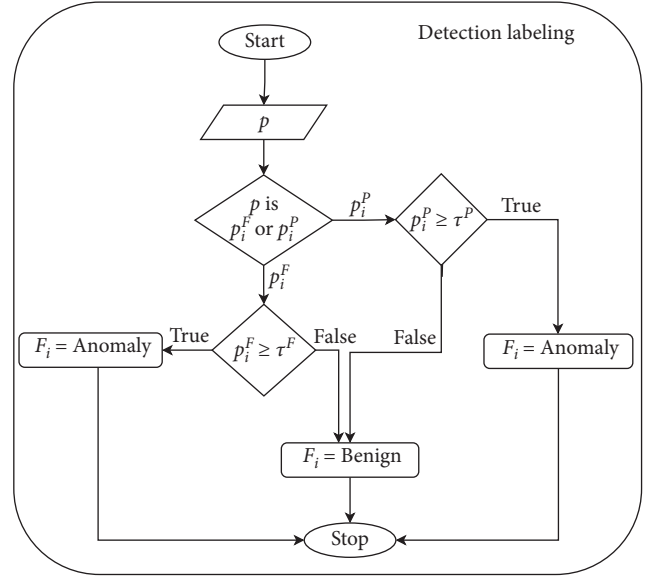 Detection labeling
Start
p
p is
p_i^F or p_i^P
p_i^P
p_i^P ≥ τ^P
True
p_i^F
True
p_i^F ≥ τ^F
False
False
F_i = Anomaly
F_i = Anomaly
F_i = Benign
Stop